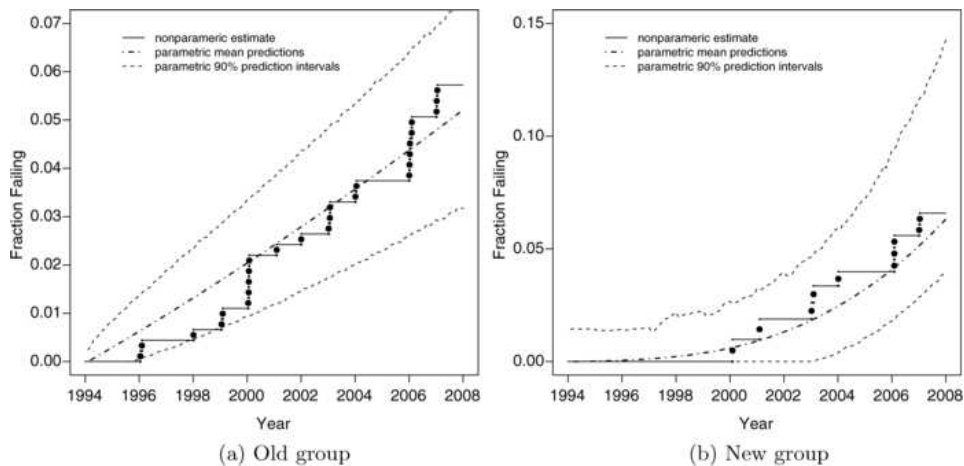 0.07
0.06
0.05
0.04
0.03
0.02
0.01
0.00
Fraction Failing
nonparameric estimate
parametric mean predictions
parametric 90% prediction intervals
1994 1996 1998 2000 2002 2004 2006 2008
Year
(a) Old group
0.15
0.10
0.05
0.00
Fraction Failing
nonparameric estimate
parametric mean predictions
parametric 90% prediction intervals
1994 1996 1998 2000 2002 2004 2006 2008
Year
(b) New group